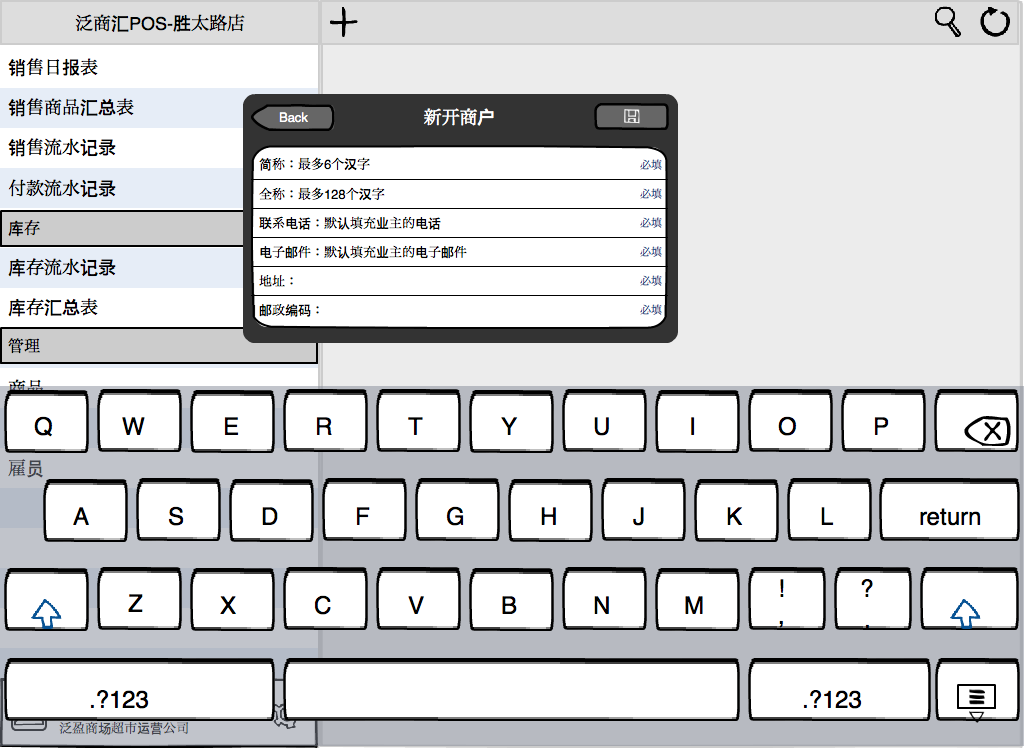 泛商汇POS-胜太路店
销售日报表
销售商品汇总表
销售流水记录
付款流水记录
库存
库存流水记录
库存汇总表
管理
商品
雇员
泛盈商场超市运营公司
Back 新开商户
简称：最多6个汉字 必填
全称：最多128个汉字 必填
联系电话：默认填充业主的电话 必填
电子邮件：默认填充业主的电子邮件 必填
地址： 必填
邮政编码： 必填
Q W E R T Y U I O P
A S D F G H J K L return
Z X C V B N M ! , ? .
.?123 .?123